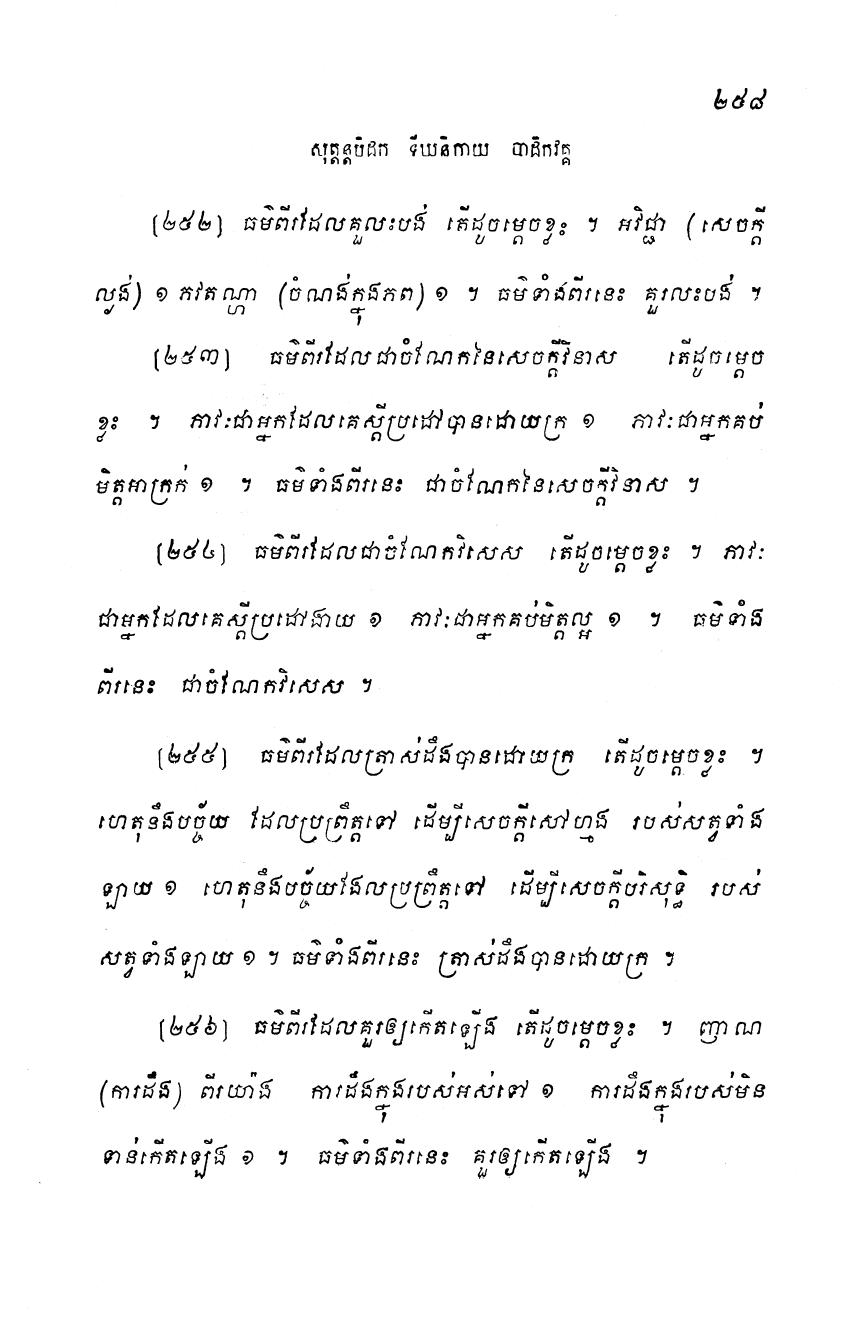 ២៥៨
សុត្តន្តបិដក ទីឃនិកាយ បាដិកវគ្គ
(២៥២) ធម៌ពីរដែលគួរលះបង់ តើដូចម្តេចខ្លះ ។ អវិជ្ជា (សេចក្តី
ល្ងង់) ១ ភវតណ្ហា (ចំណង់ក្នុងភព) ១ ។ ធម៌ទាំងពីរនេះ គួរលះបង់ ។
(២៥៣) ធម៌ពីរដែលជាចំណែកនៃសេចក្តីវិនាស តើដូចម្តេច
ខ្លះ ។ ភាវៈជាអ្នកដែលគេស្តីប្រដៅបានដោយក្រ ១ ភាវៈជាអ្នកគប់
មិត្តអាក្រក់ ១ ។ ធម៌ទាំងពីរនេះ ជាចំណែកនៃសេចក្តីវិនាស ។
(២៥៤) ធម៌ពីរដែលជាចំណែកវិសេស តើដូចម្តេចខ្លះ ។ ភាវៈ
ជាអ្នកដែលគេស្តីប្រដៅងាយ ១ ភាវៈជាអ្នកគប់មិត្តល្អ ១ ។ ធម៌ទាំង
ពីរនេះ ជាចំណែកវិសេស ។
(២៥៥) ធម៌ពីរដែលត្រាស់ដឹងបានដោយក្រ តើដូចម្តេចខ្លះ ។
ហេតុនឹងបច្ច័យ ដែលប្រព្រឹត្តទៅ ដើម្បីសេចក្តីសៅហ្មង របស់សត្វទាំង
ឡាយ ១ ហេតុនឹងបច្ច័យដែលប្រព្រឹត្តទៅ ដើម្បីសេចក្តីបរិសុទ្ធិ របស់
សត្វទាំងឡាយ ១ ។ ធម៌ទាំងពីរនេះ ត្រាស់ដឹងបានដោយក្រ ។
(២៥៦) ធម៌ពីរដែលគួរឲ្យកើតឡើង តើដូចម្តេចខ្លះ ។ ញាណ
(ការដឹង) ពីរយ៉ាង ការដឹងក្នុងរបស់អស់ទៅ ១ ការដឹងក្នុងរបស់មិន
ទាន់កើតឡើង ១ ។ ធម៌ទាំងពីរនេះ គួរឲ្យកើតឡើង ។